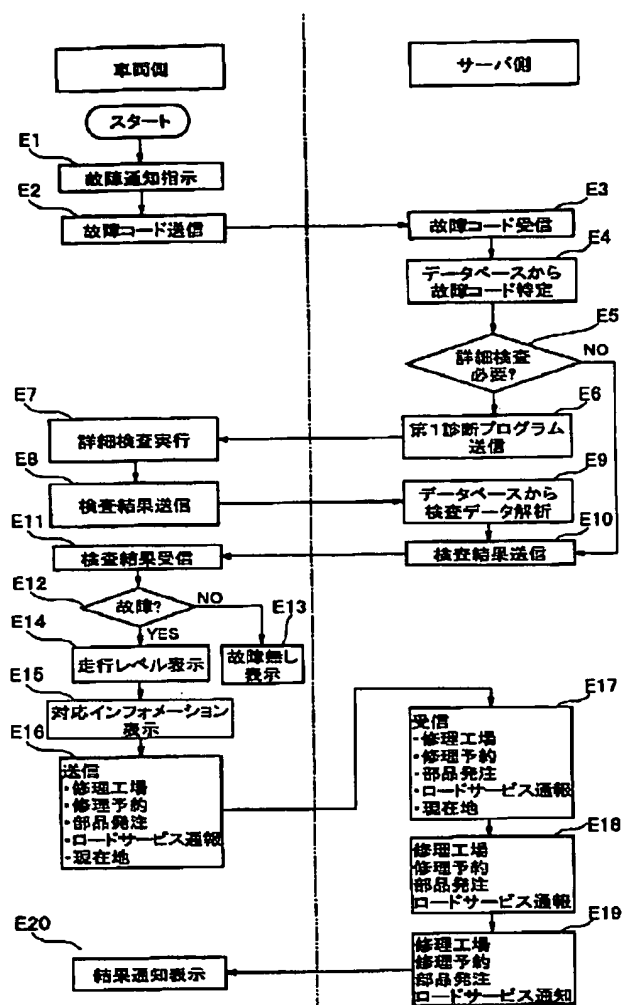 車両側
サーバ側
スタート
E1
故障通知指示
E2
故障コード送信
E3
故障コード受信
E4
データベースから
故障コード特定
E5
詳細検査
必要?
NO
E6
第1診断プログラム
送信
E7
詳細検査実行
E8
検査結果送信
E9
データベースから
検査データ解析
E10
検査結果送信
E11
検査結果受信
E12
故障?
NO
YES
E13
故障無し
表示
E14
走行レベル表示
E15
対応インフォメーション
表示
E16
送信
・修理工場
・修理予約
・部品発注
・ロードサービス通報
・現在地
E17
受信
・修理工場
・修理予約
・部品発注
・ロードサービス通報
・現在地
E18
修理工場
修理予約
部品発注
ロードサービス通報
E19
修理工場
修理予約
部品発注
ロードサービス通知
E20
結果通知表示